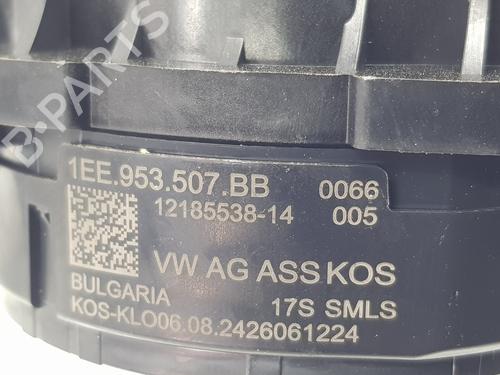 B-PARTS
1EE.953.507.BB 0066
12185538-14 005
VW AG ASS KOS
BULGARIA 17S SMLS
KOS-KLO06.08.2426061224